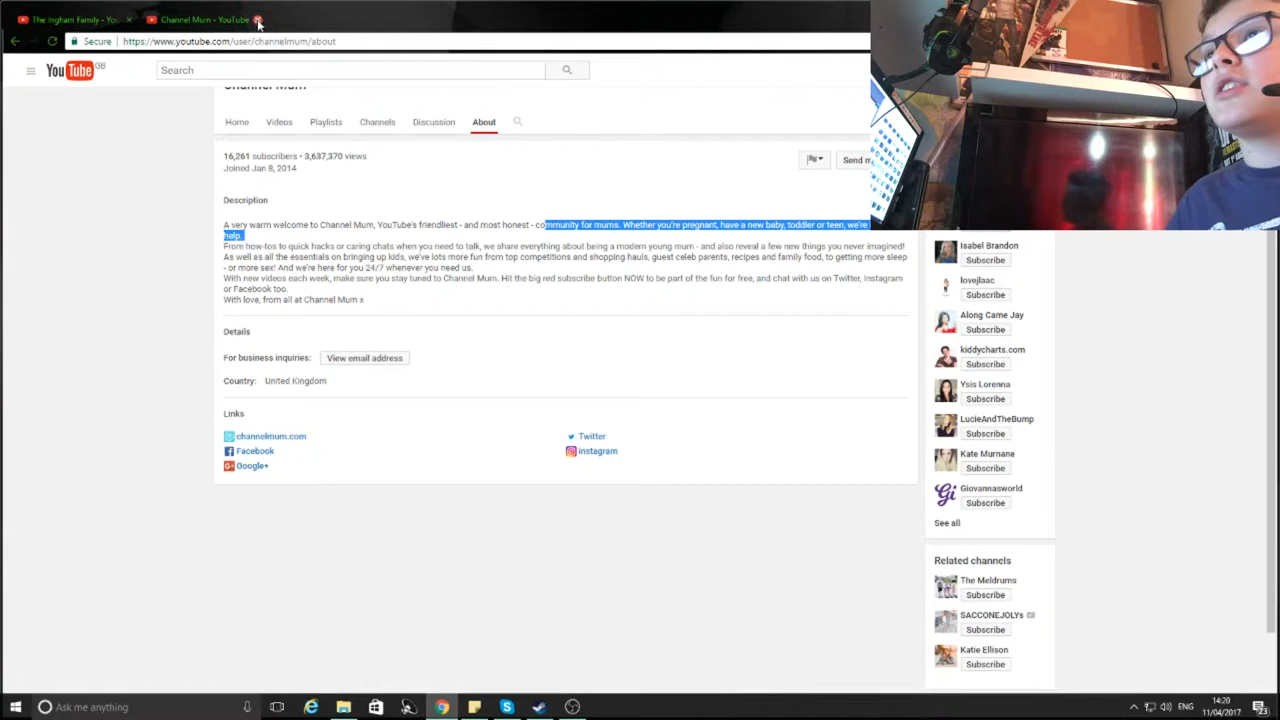 The Ingham Family - You
Channel Mum - YouTube
Secure https://www.youtube.com/user/channelmum/about
YouTube GB
Search
Channel Mum
Home Videos Playlists Channels Discussion About
16,261 subscribers • 3,637,370 views
Joined Jan 8, 2014
Send m
Description
A very warm welcome to Channel Mum, YouTube's friendliest - and most honest - community for mums. Whether you're pregnant, have a new baby, toddler or teen, we're
help.
From how-tos to quick hacks or caring chats when you need to talk, we share everything about being a modern young mum - and also reveal a few new things you never imagined!
As well as all the essentials on bringing up kids, we've lots more fun from top competitions and shopping hauls, guest celeb parents, recipes and family food, to getting more sleep
- or more sex! And we're here for you 24/7 whenever you need us.
With new videos each week, make sure you stay tuned to Channel Mum. Hit the big red subscribe button NOW to be part of the fun for free, and chat with us on Twitter, Instagram
or Facebook too.
With love, from all at Channel Mum x
Details
For business inquiries: View email address
Country: United Kingdom
Links
channelmum.com
Twitter
Facebook
Instagram
Google+
Isabel Brandon
Subscribe
lovejlaac
Subscribe
Along Came Jay
Subscribe
kiddycharts.com
Subscribe
Ysis Lorenna
Subscribe
LucieAndTheBump
Subscribe
Kate Murnane
Subscribe
Giovannasworld
Subscribe
See all
Related channels
The Meldrums
Subscribe
SACCONEJOLYs
Subscribe
Katie Ellison
Subscribe
Ask me anything
ENG
14:20
11/04/2017
23